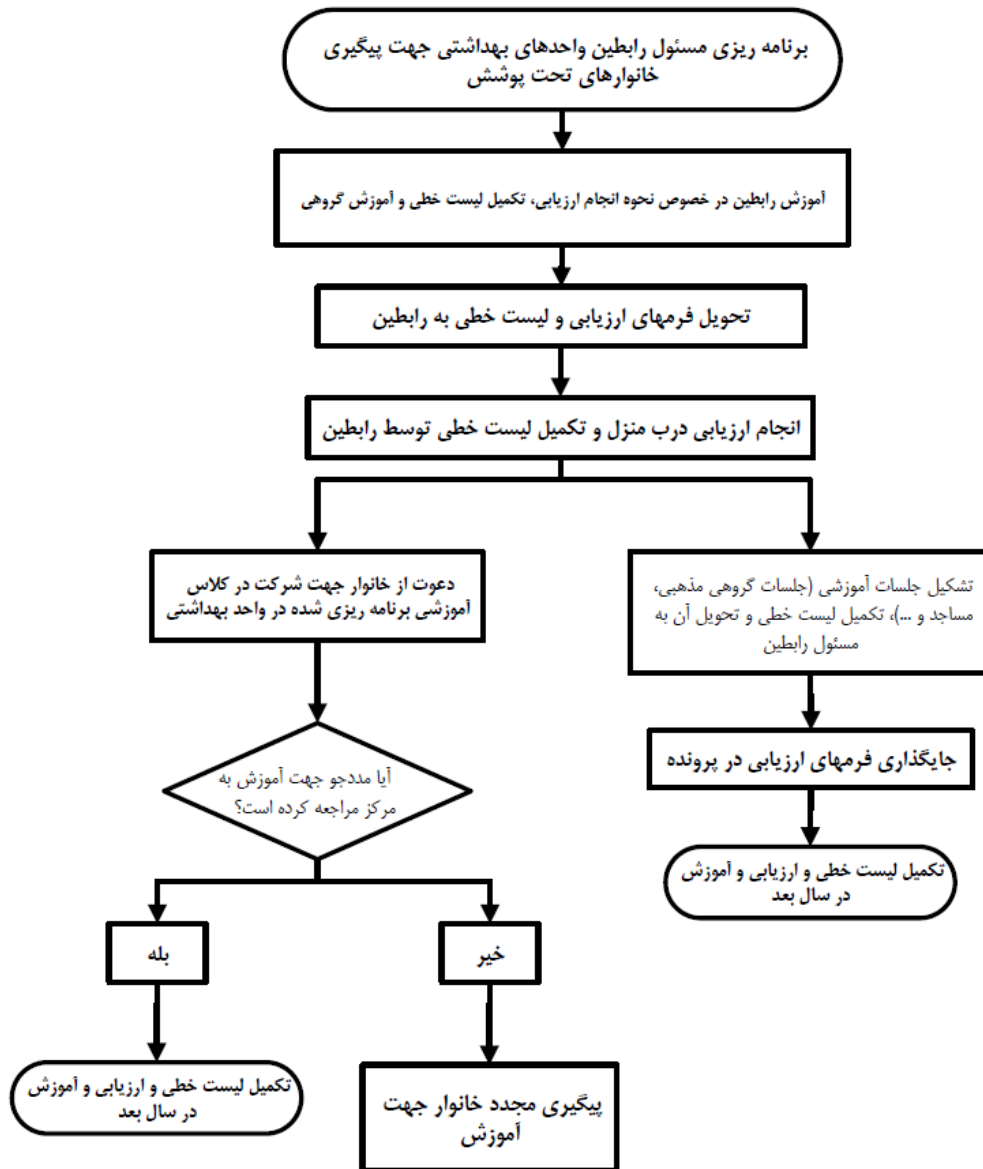 برنامه ریزی مسئول رابطین واحدهای بهداشتی جهت پیگیری
خانوارهای تحت پوشش
آموزش رابطین در خصوص نحوه انجام ارزیابی، تکمیل لیست خطی و آموزش گروهی
تحویل فرمهای ارزیابی و لیست خطی به رابطین
انجام ارزیابی درب منزل و تکمیل لیست خطی توسط رابطین
تشکیل جلسات آموزشی (جلسات گروهی مذهبی،
مساجد و ...)، تکمیل لیست خطی و تحویل آن به
مسئول رابطین
جایگذاری فرمهای ارزیابی در پرونده
تکمیل لیست خطی و ارزیابی و آموزش
در سال بعد
دعوت از خانوار جهت شرکت در کلاس
آموزشی برنامه ریزی شده در واحد بهداشتی
آیا مددجو جهت آموزش به
مرکز مراجعه کرده است؟
خیر
پیگیری مجدد خانوار جهت
آموزش
بله
تکمیل لیست خطی و ارزیابی و آموزش
در سال بعد